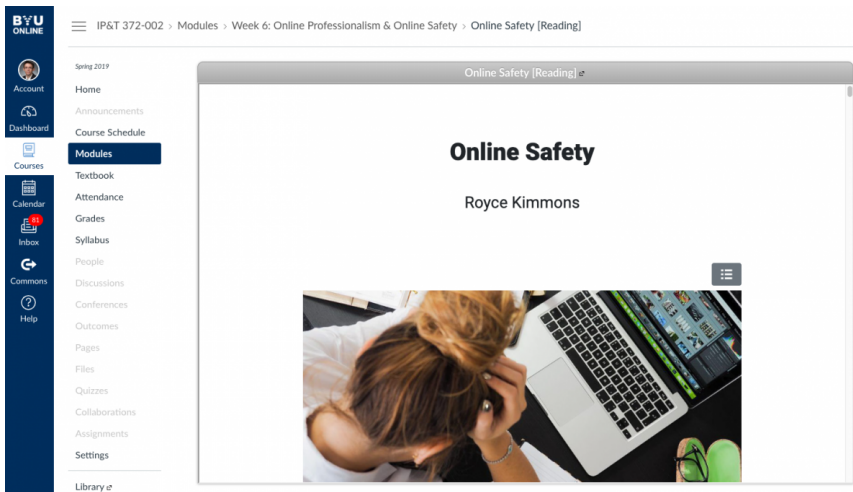 BYU
ONLINE
IP&T 372-002 › Modules › Week 6: Online Professionalism & Online Safety › Online Safety [Reading]
Account
Dashboard
Courses
Calendar
81
Inbox
Commons
Help
Spring 2019
Home
Announcements
Course Schedule
Modules
Textbook
Attendance
Grades
Syllabus
People
Discussions
Conferences
Outcomes
Pages
Files
Quizzes
Collaborations
Assignments
Settings
Library
Online Safety [Reading]
Online Safety
Royce Kimmons